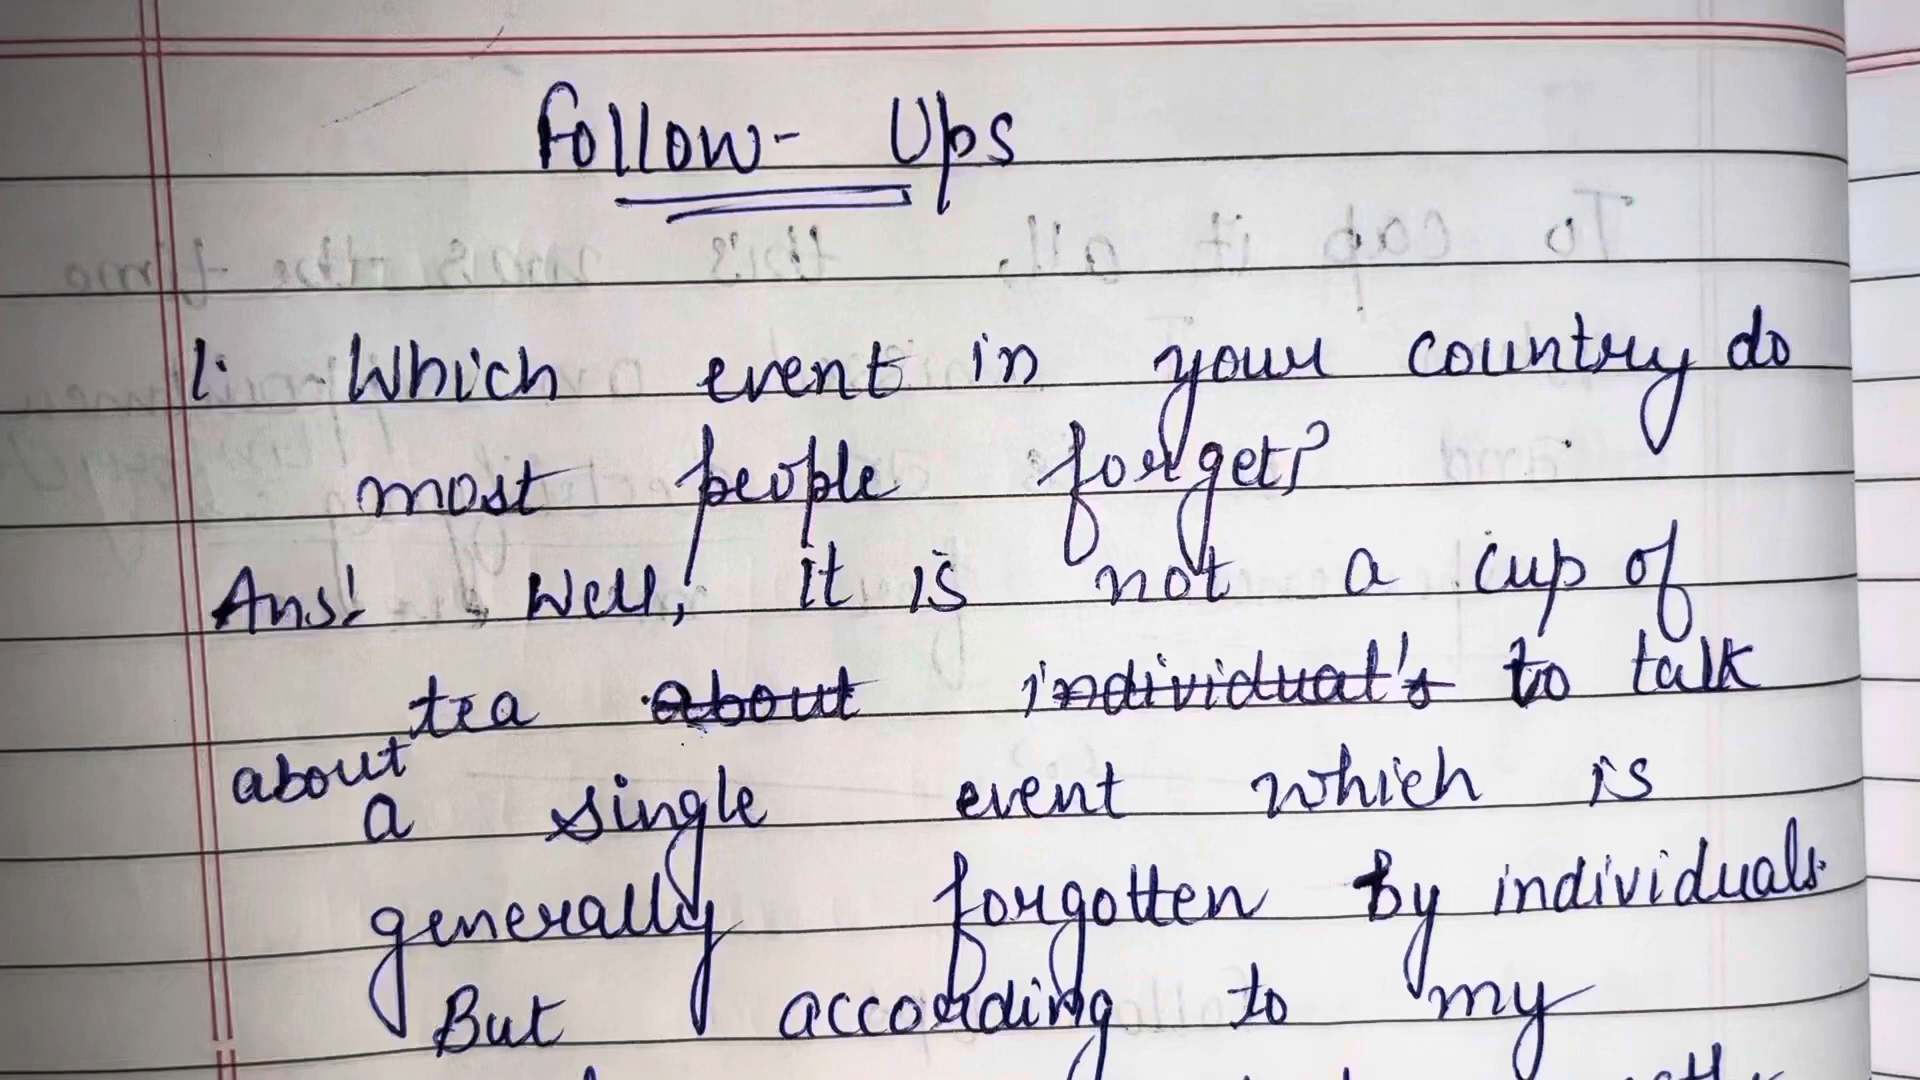 Follow- Ups
1. Which event in your country do
most people forget?
Ans: Well, it is not a cup of
tea about individual's to talk
about
a single event which is
generally forgotten by individuals.
But according to my